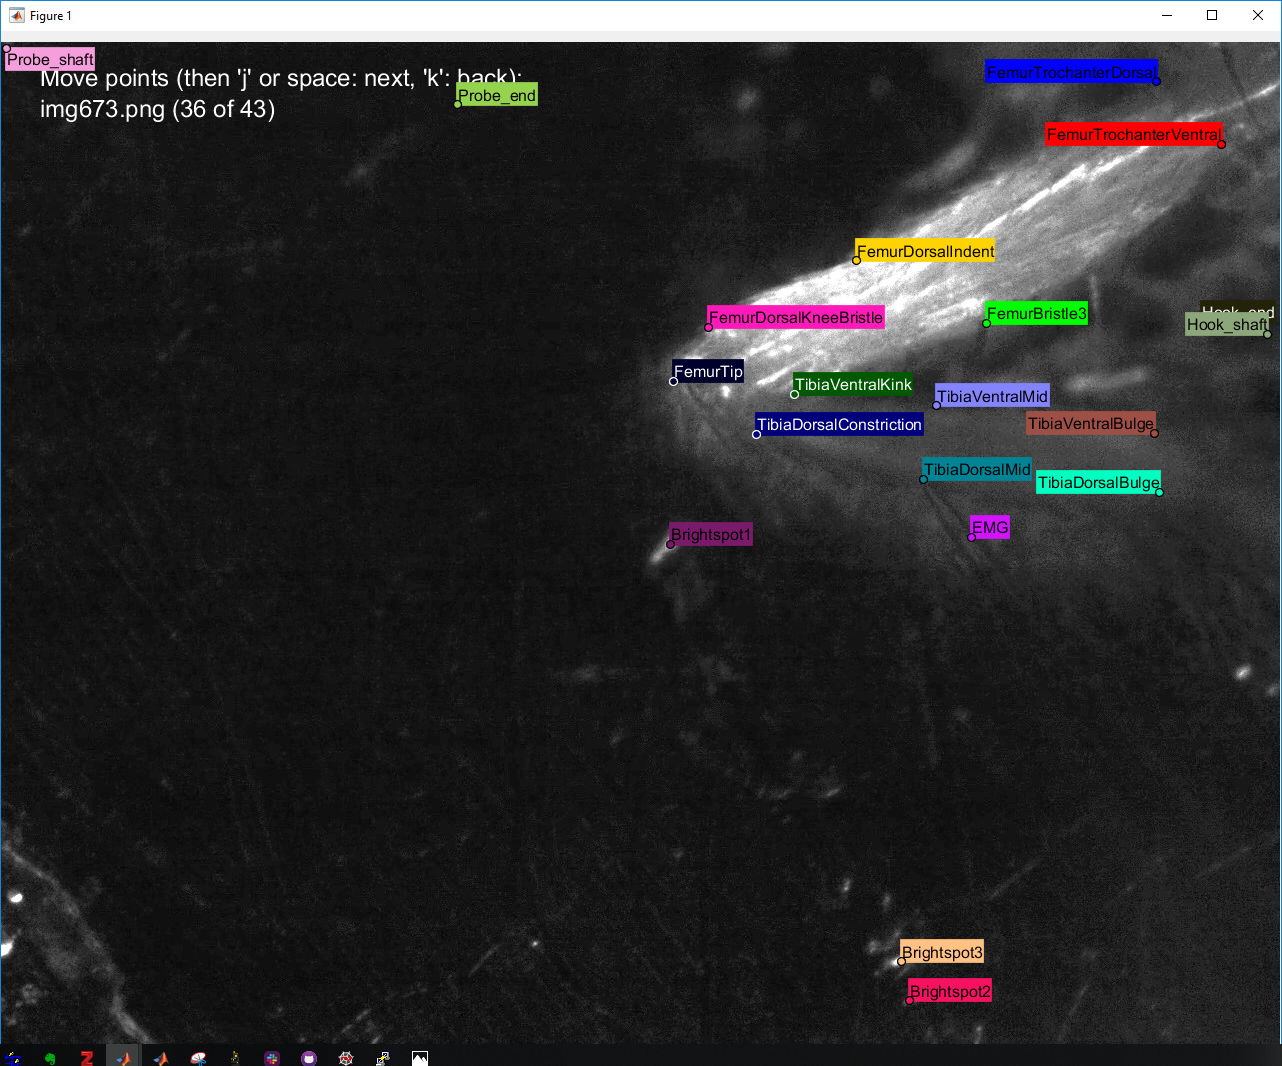 Figure 1
Probe_shaft
Move points (then 'j' or space: next, 'k': back):
Probe_end
img673.png (36 of 43)
FemurTrochanterDorsal
FemurTrochanterVentral
FemurDorsalIndent
FemurDorsalKneeBristle
FemurBristle3
Hook_end
Hook_shaft
FemurTip
TibiaVentralKink
TibiaVentralMid
TibiaDorsalConstriction
TibiaVentralBulge
TibiaDorsalMid
TibiaDorsalBulge
EMG
Brightspot1
Brightspot3
Brightspot2